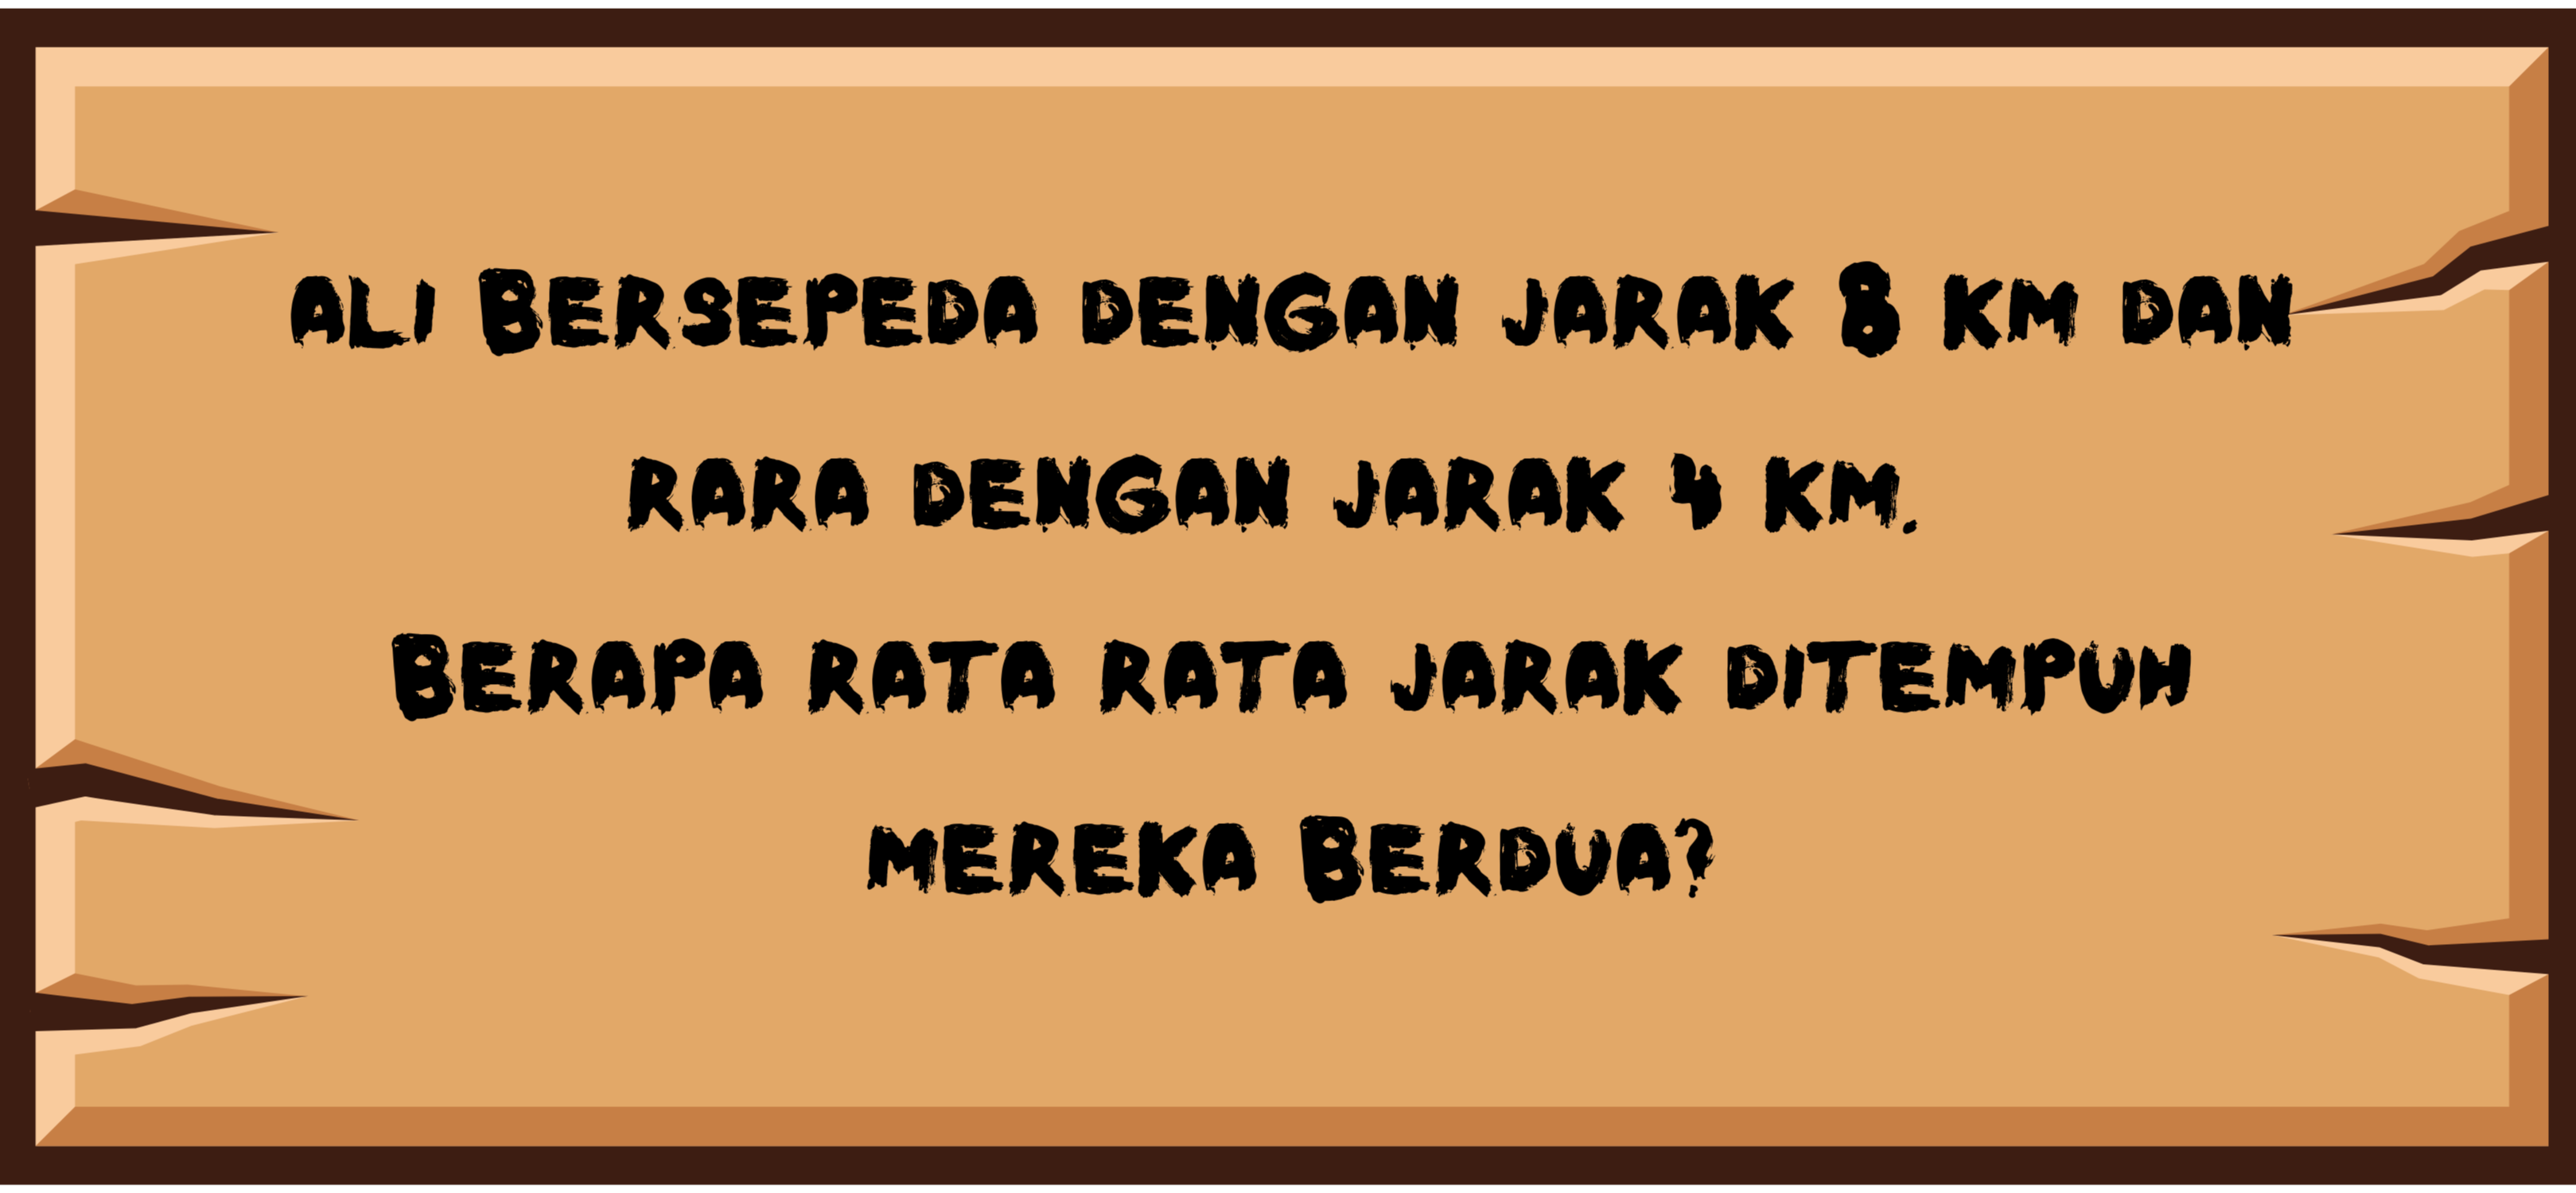 ALI BERSEPEDA DENGAN JARAK 8 KM DAN
RARA DENGAN JARAK 4 KM.
BERAPA RATA RATA JARAK DITEMPUH
MEREKA BERDUA?